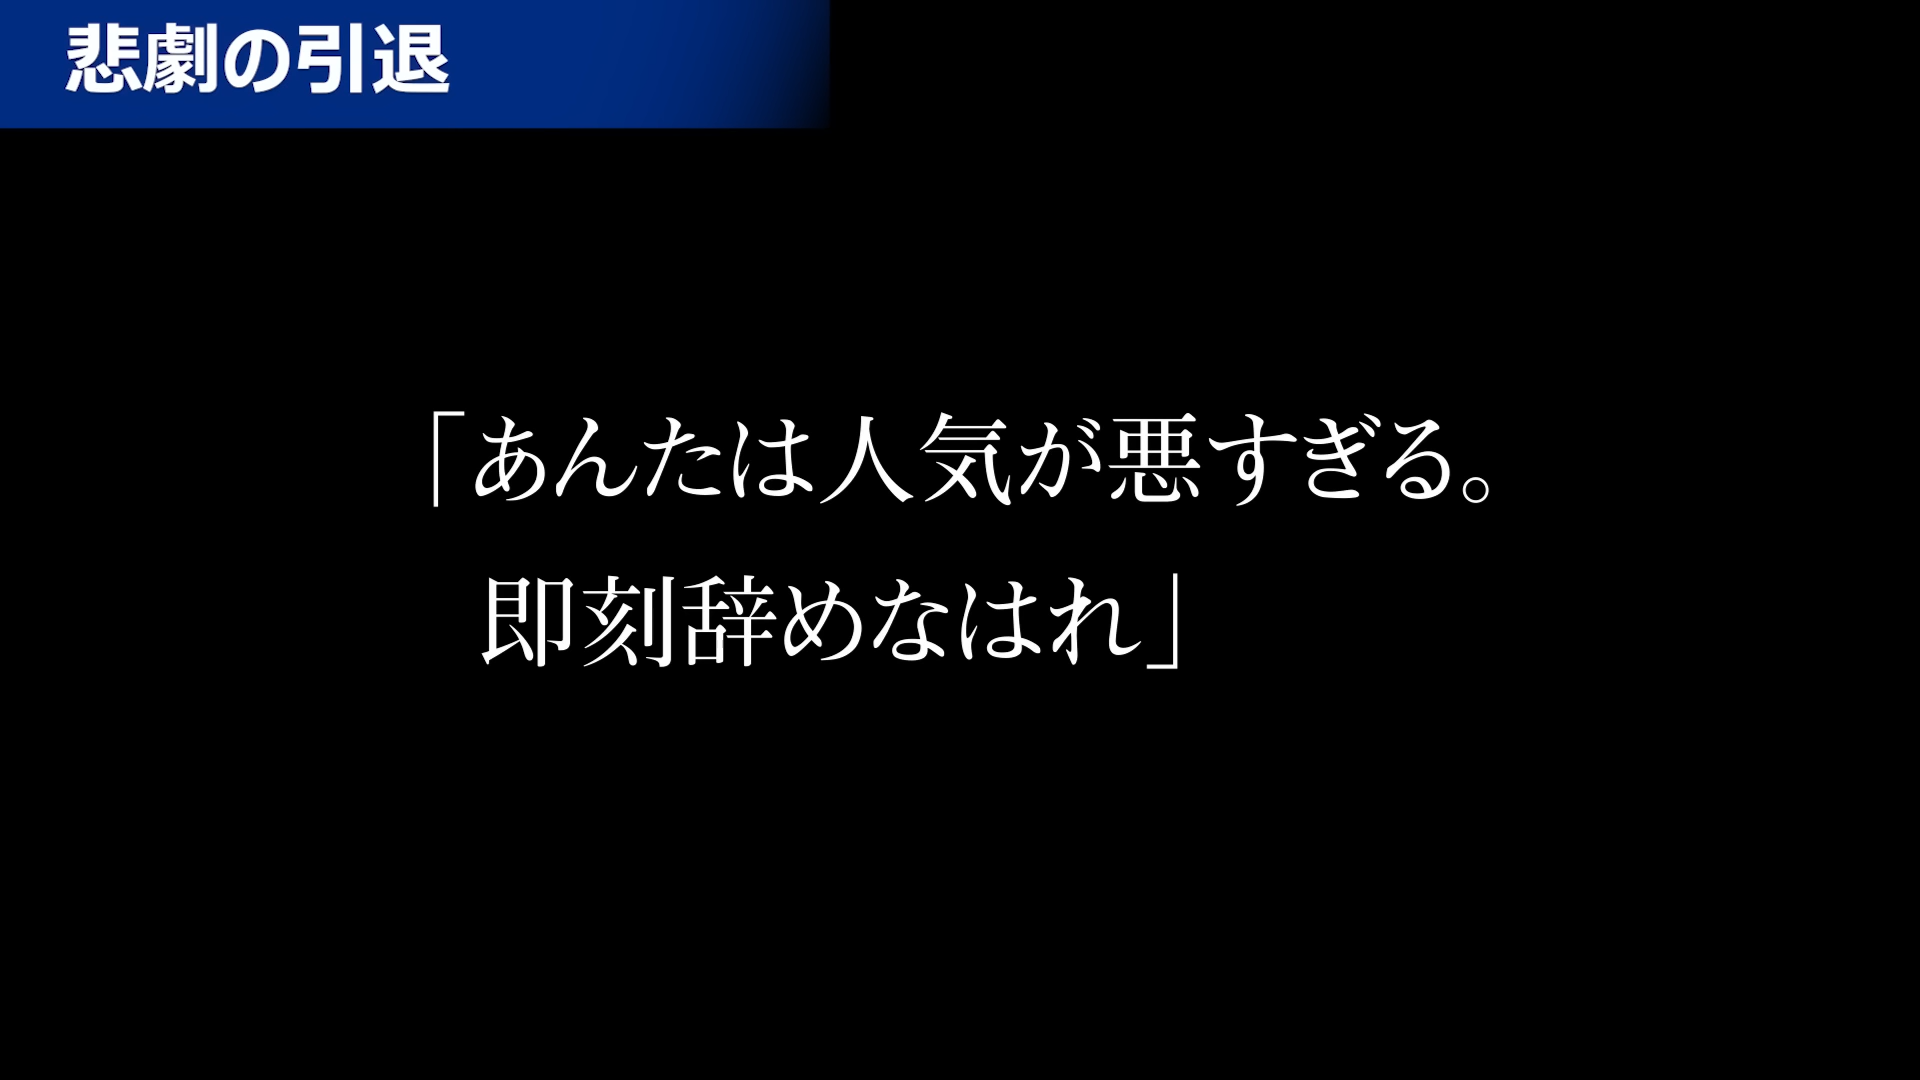 悲劇の引退
「あんたは人気が悪すぎる。
即刻辞めなはれ」